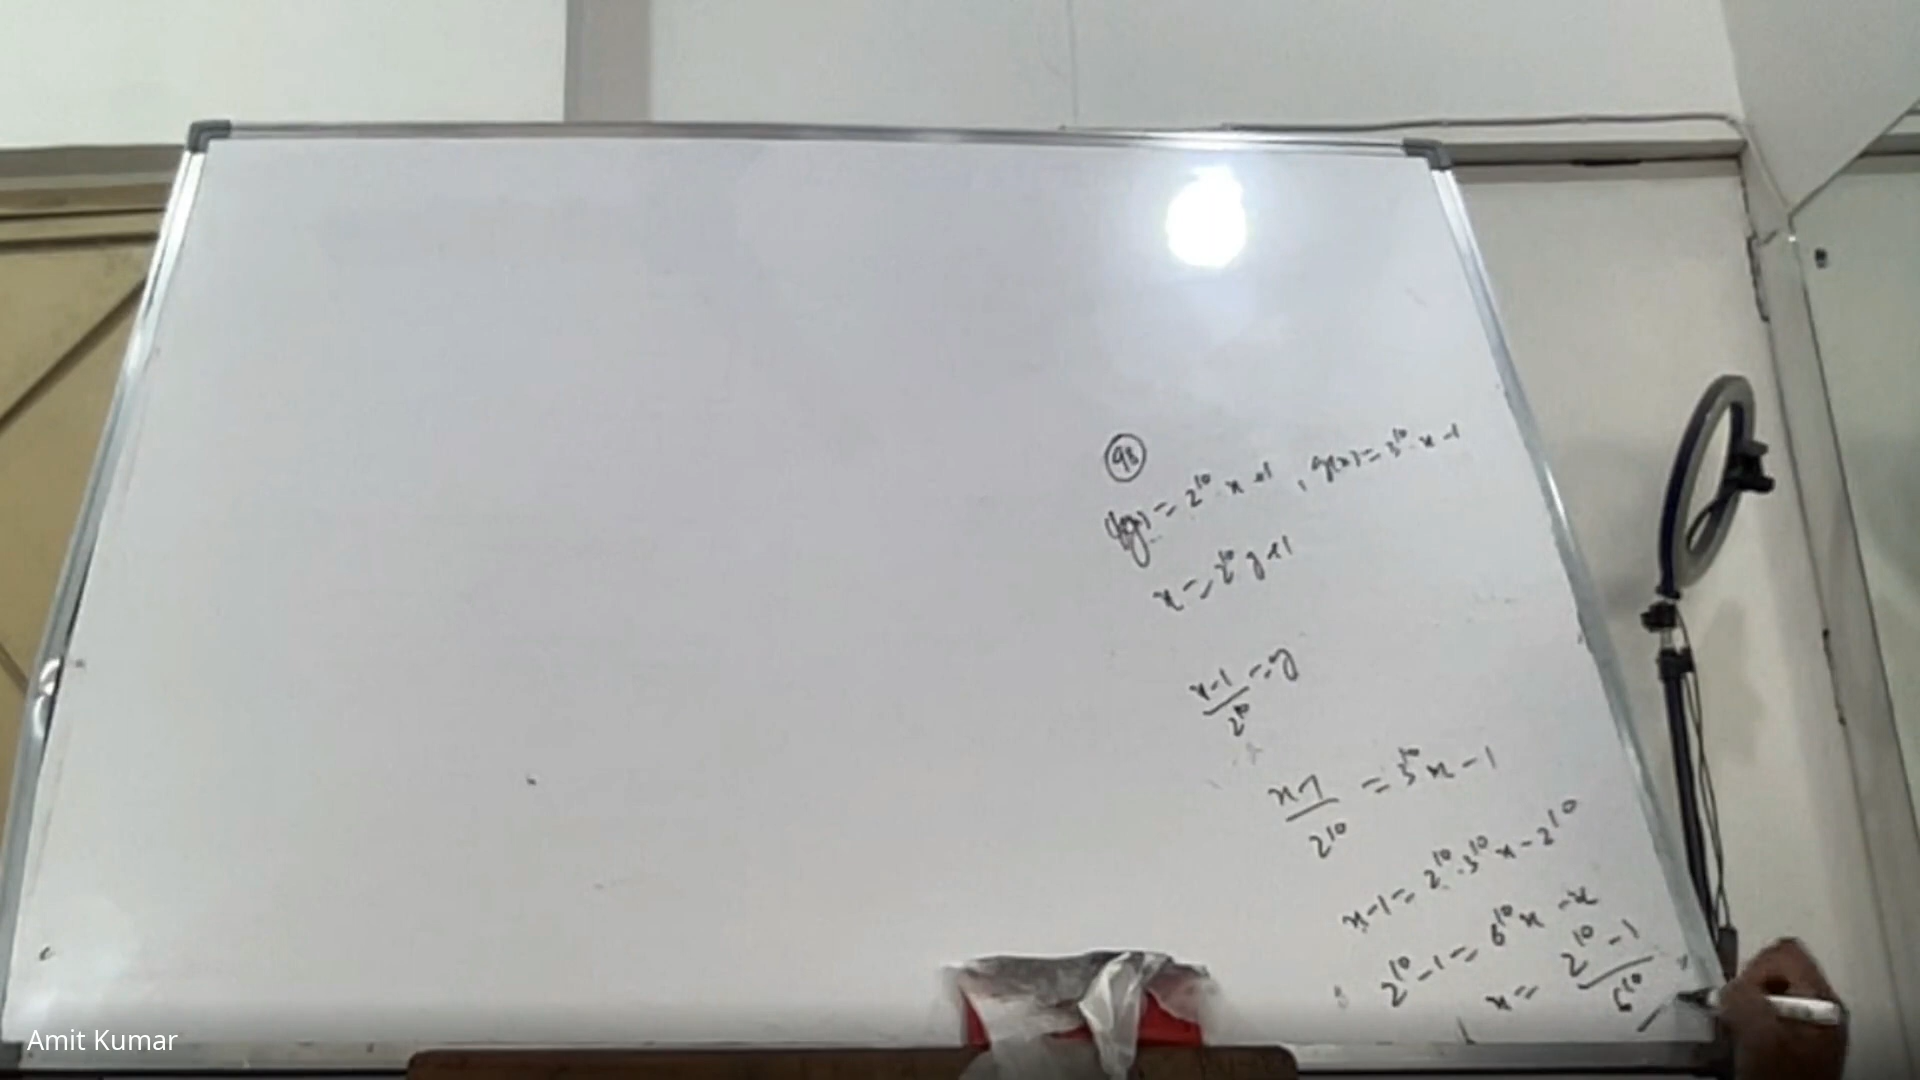 98
f(x) = 2^10 · x + 1 , g(x) = 3^10 · x - 1
x = 2^10 y + 1
x-1 / 2^10 = y
x-1 / 2^10 = 3^10 x - 1
x - 1 = 2^10 · 3^10 x - 2^10
2^10 - 1 = 6^10 x - x
x = 2^10 - 1 / 6^10
Amit Kumar